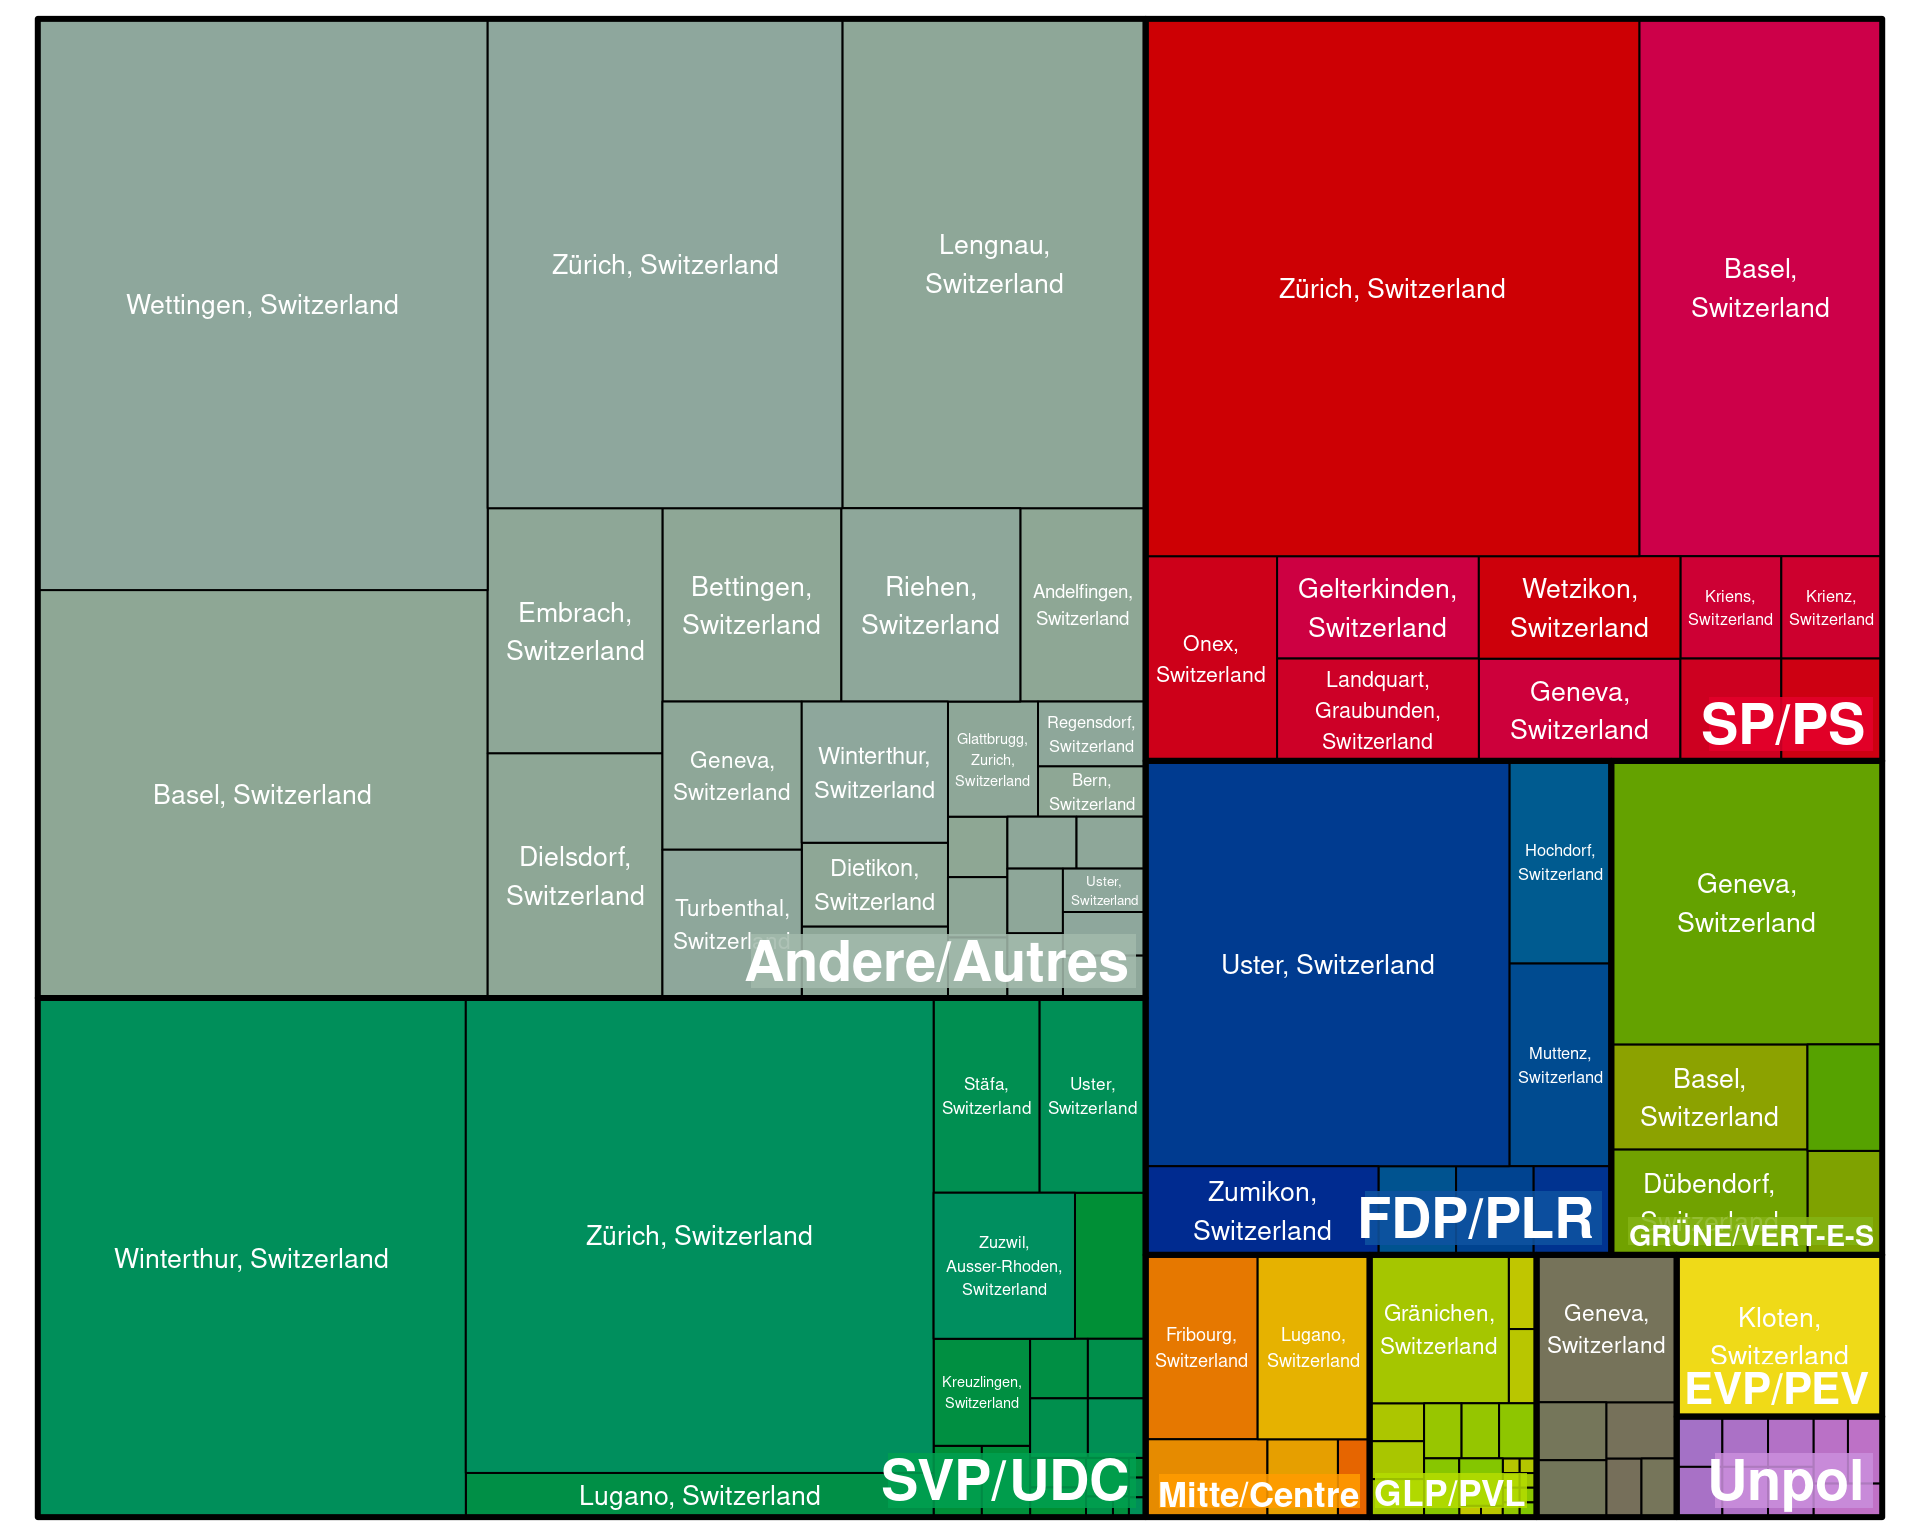 Wettingen, Switzerland
Zürich, Switzerland
Lengnau,
Switzerland
Basel, Switzerland
Embrach,
Switzerland
Bettingen,
Switzerland
Riehen,
Switzerland
Andelfingen,
Switzerland
Dielsdorf,
Switzerland
Geneva,
Switzerland
Winterthur,
Switzerland
Glattbrugg,
Zurich,
Switzerland
Regensdorf,
Switzerland
Bern,
Switzerland
Turbenthal,
Switzerland
Dietikon,
Switzerland
Uster,
Switzerland
Andere/Autres
Winterthur, Switzerland
Zürich, Switzerland
Lugano, Switzerland
Stäfa,
Switzerland
Uster,
Switzerland
Zuzwil,
Ausser-Rhoden,
Switzerland
Kreuzlingen,
Switzerland
SVP/UDC
Zürich, Switzerland
Basel,
Switzerland
Onex,
Switzerland
Gelterkinden,
Switzerland
Wetzikon,
Switzerland
Kriens,
Switzerland
Krienz,
Switzerland
Landquart,
Graubunden,
Switzerland
Geneva,
Switzerland
SP/PS
Uster, Switzerland
Hochdorf,
Switzerland
Muttenz,
Switzerland
Zumikon,
Switzerland
FDP/PLR
Geneva,
Switzerland
Basel,
Switzerland
Dübendorf,
Switzerland
GRÜNE/VERT-E-S
Fribourg,
Switzerland
Lugano,
Switzerland
Mitte/Centre
Gränichen,
Switzerland
GLP/PVL
Geneva,
Switzerland
Kloten,
Switzerland
EVP/PEV
Unpol